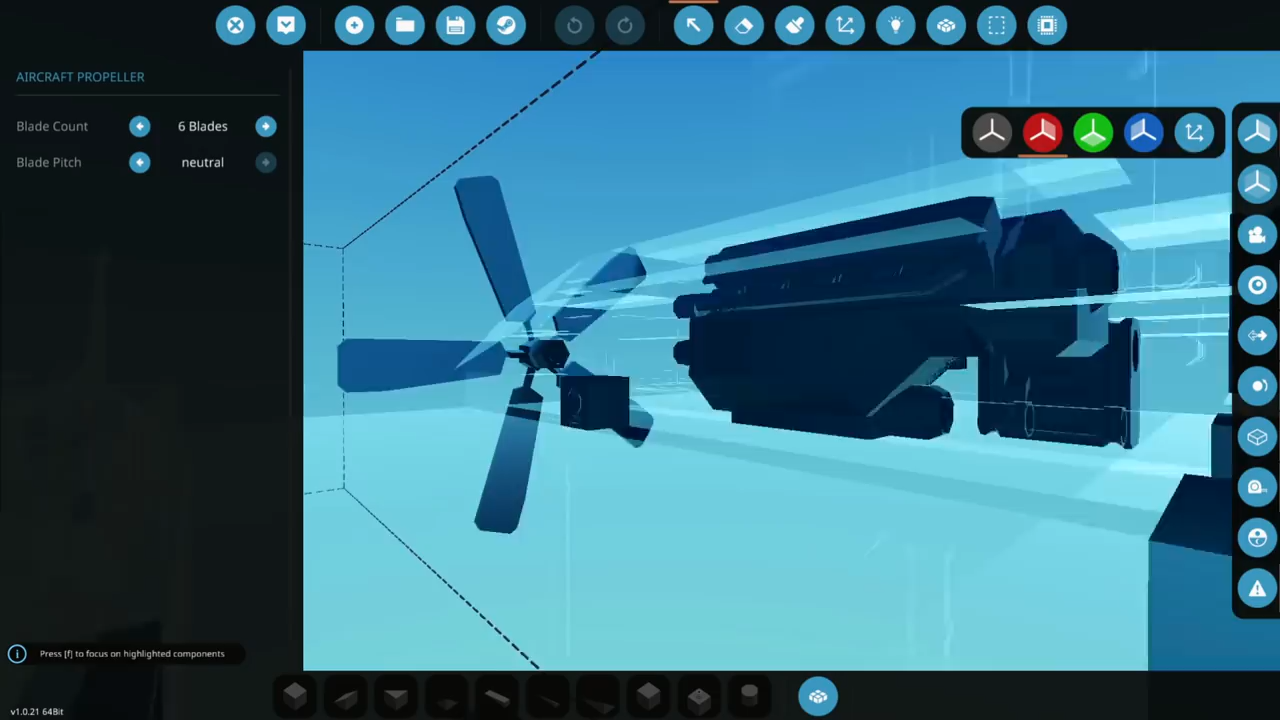 AIRCRAFT PROPELLER
Blade Count 6 Blades
Blade Pitch neutral
Press [f] to focus on highlighted components
v1.0.21 64Bit